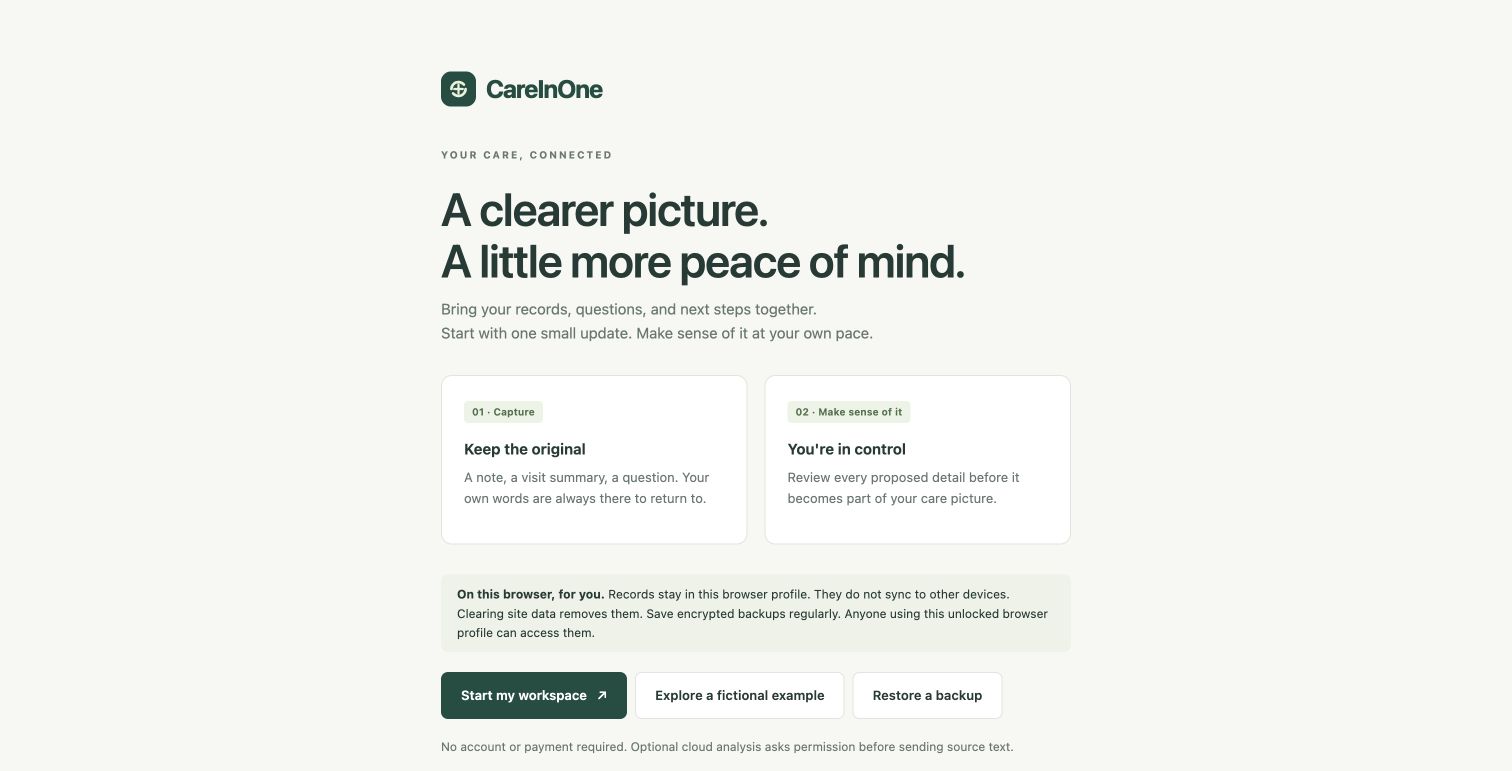 CareInOne
YOUR CARE, CONNECTED
A clearer picture.
A little more peace of mind.
Bring your records, questions, and next steps together.
Start with one small update. Make sense of it at your own pace.
01 · Capture
Keep the original
A note, a visit summary, a question. Your
own words are always there to return to.
02 · Make sense of it
You're in control
Review every proposed detail before it
becomes part of your care picture.
On this browser, for you. Records stay in this browser profile. They do not sync to other devices.
Clearing site data removes them. Save encrypted backups regularly. Anyone using this unlocked browser
profile can access them.
Start my workspace ↗
Explore a fictional example
Restore a backup
No account or payment required. Optional cloud analysis asks permission before sending source text.